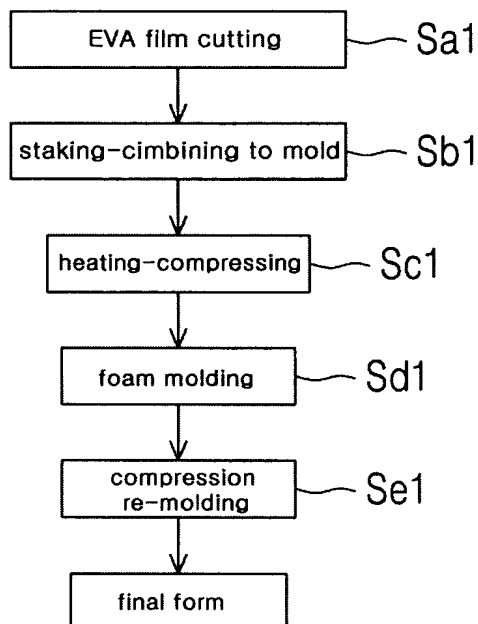 EVA film cutting
Sa1
staking-cimbining to mold
Sb1
heating-compressing
Sc1
foam molding
Sd1
compression
re-molding
Se1
final form